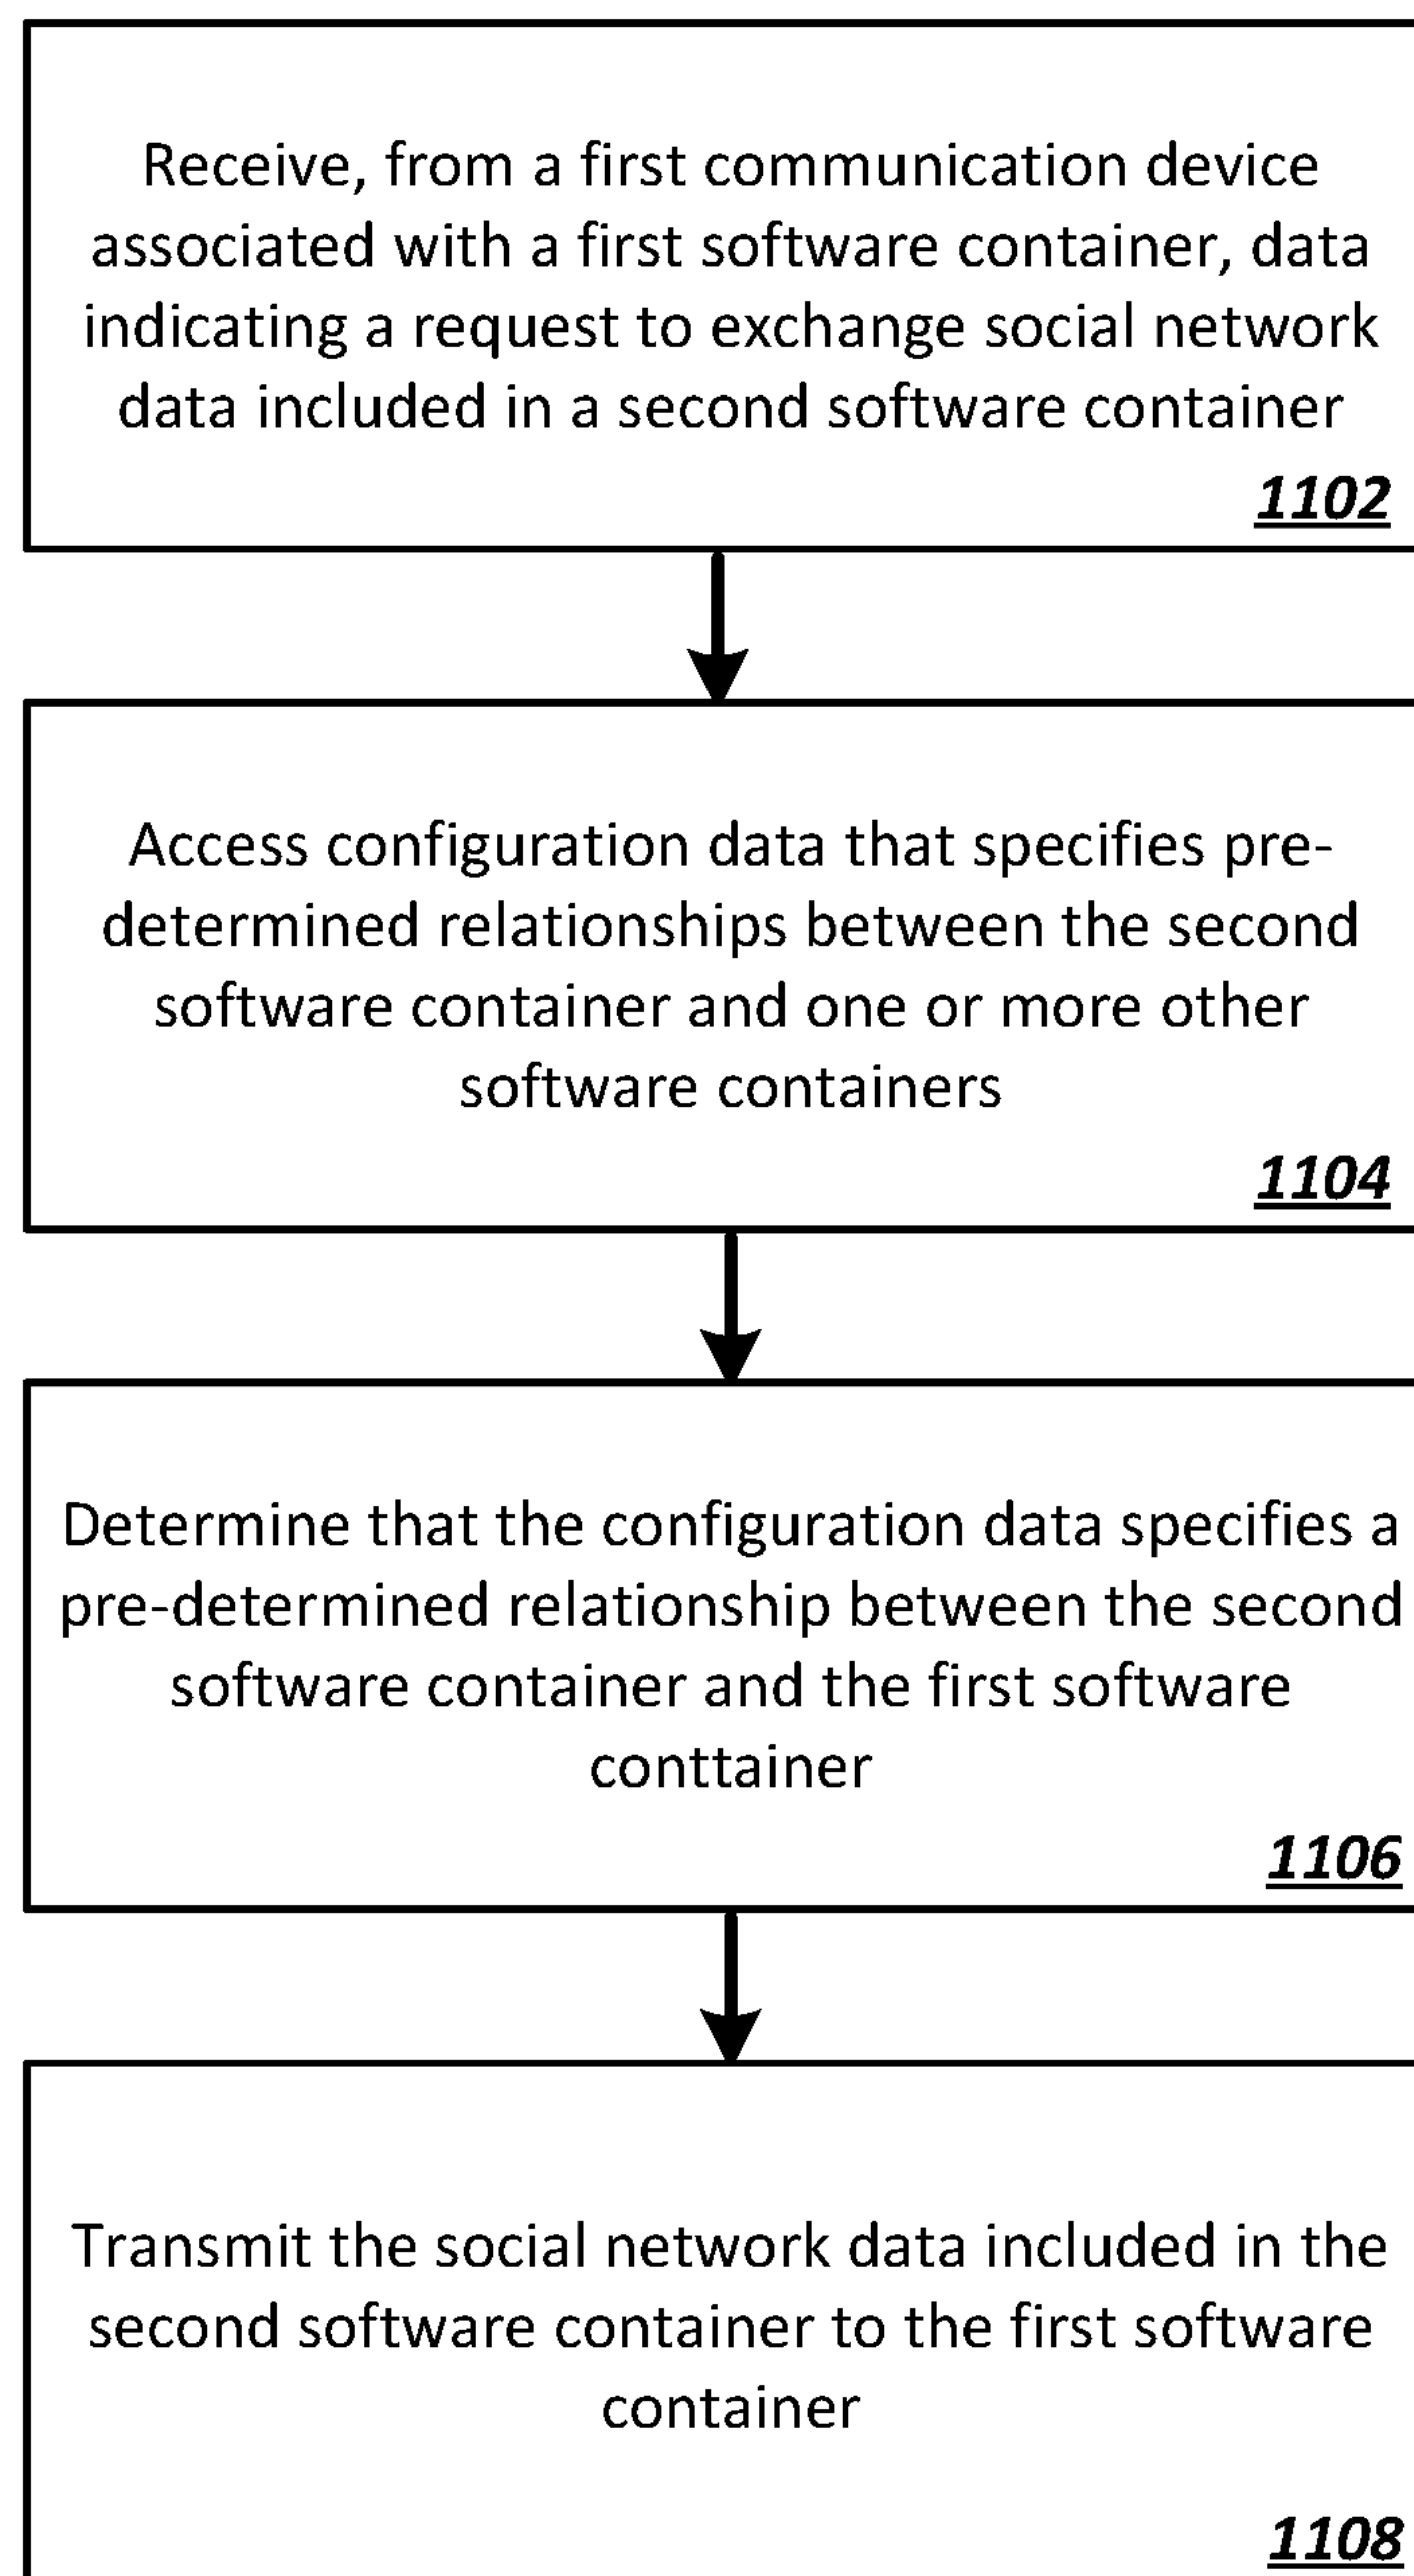 Receive, from a first communication device
associated with a first software container, data
indicating a request to exchange social network
data included in a second software container
1102
Access configuration data that specifies pre-
determined relationships between the second
software container and one or more other
software containers
1104
Determine that the configuration data specifies a
pre-determined relationship between the second
software container and the first software
conttainer
1106
Transmit the social network data included in the
second software container to the first software
container
1108